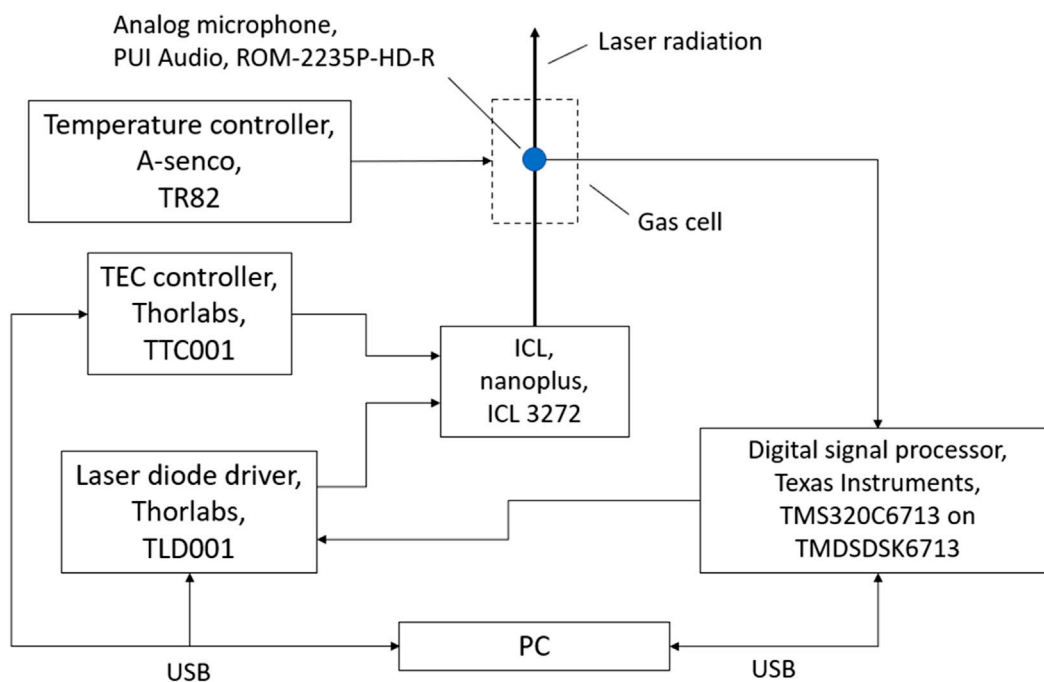 Analog microphone,
PUI Audio, ROM-2235P-HD-R
Laser radiation
Temperature controller,
A-senco,
TR82
Gas cell
TEC controller,
Thorlabs,
TTC001
ICL,
nanoplus,
ICL 3272
Laser diode driver,
Thorlabs,
TLD001
Digital signal processor,
Texas Instruments,
TMS320C6713 on
TMDSDSK6713
PC
USB
USB